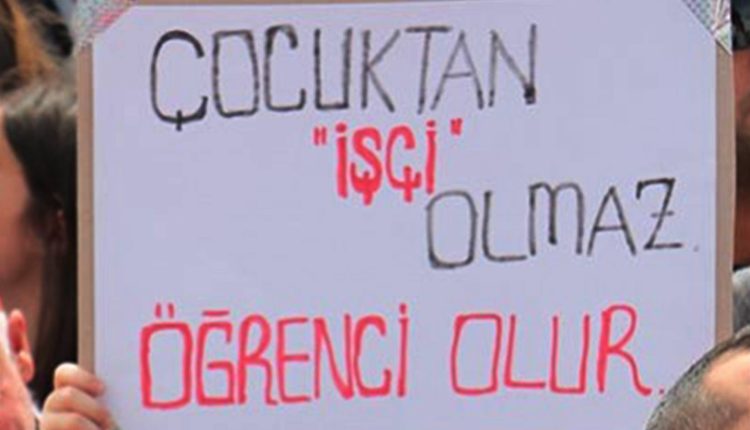 ÇOCUKTAN
"İŞÇİ"
OLMAZ.
ÖĞRENCİ OLUR.